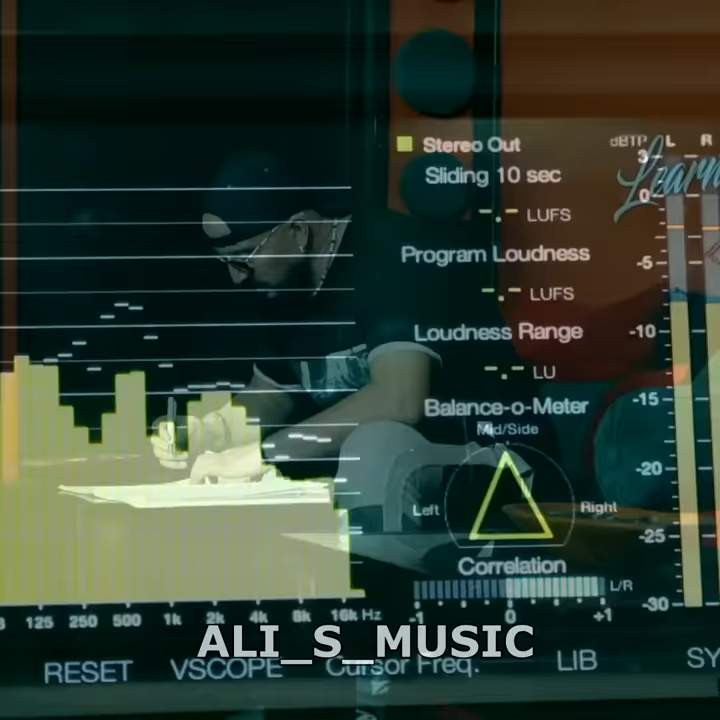 Stereo Out
Sliding 10 sec
-.- LUFS
Program Loudness
-.- LUFS
Loudness Range
-.- LU
Balance-o-Meter
Mid/Side
Left
Right
Correlation
L/R
-1 0 +1
dBTP L R
3
0
-5
-10
-15
-20
-25
-30
125 250 500 1k 2k 4k 8k 16k Hz
ALI_S_MUSIC
RESET VSCOPE Cursor Freq. LIB